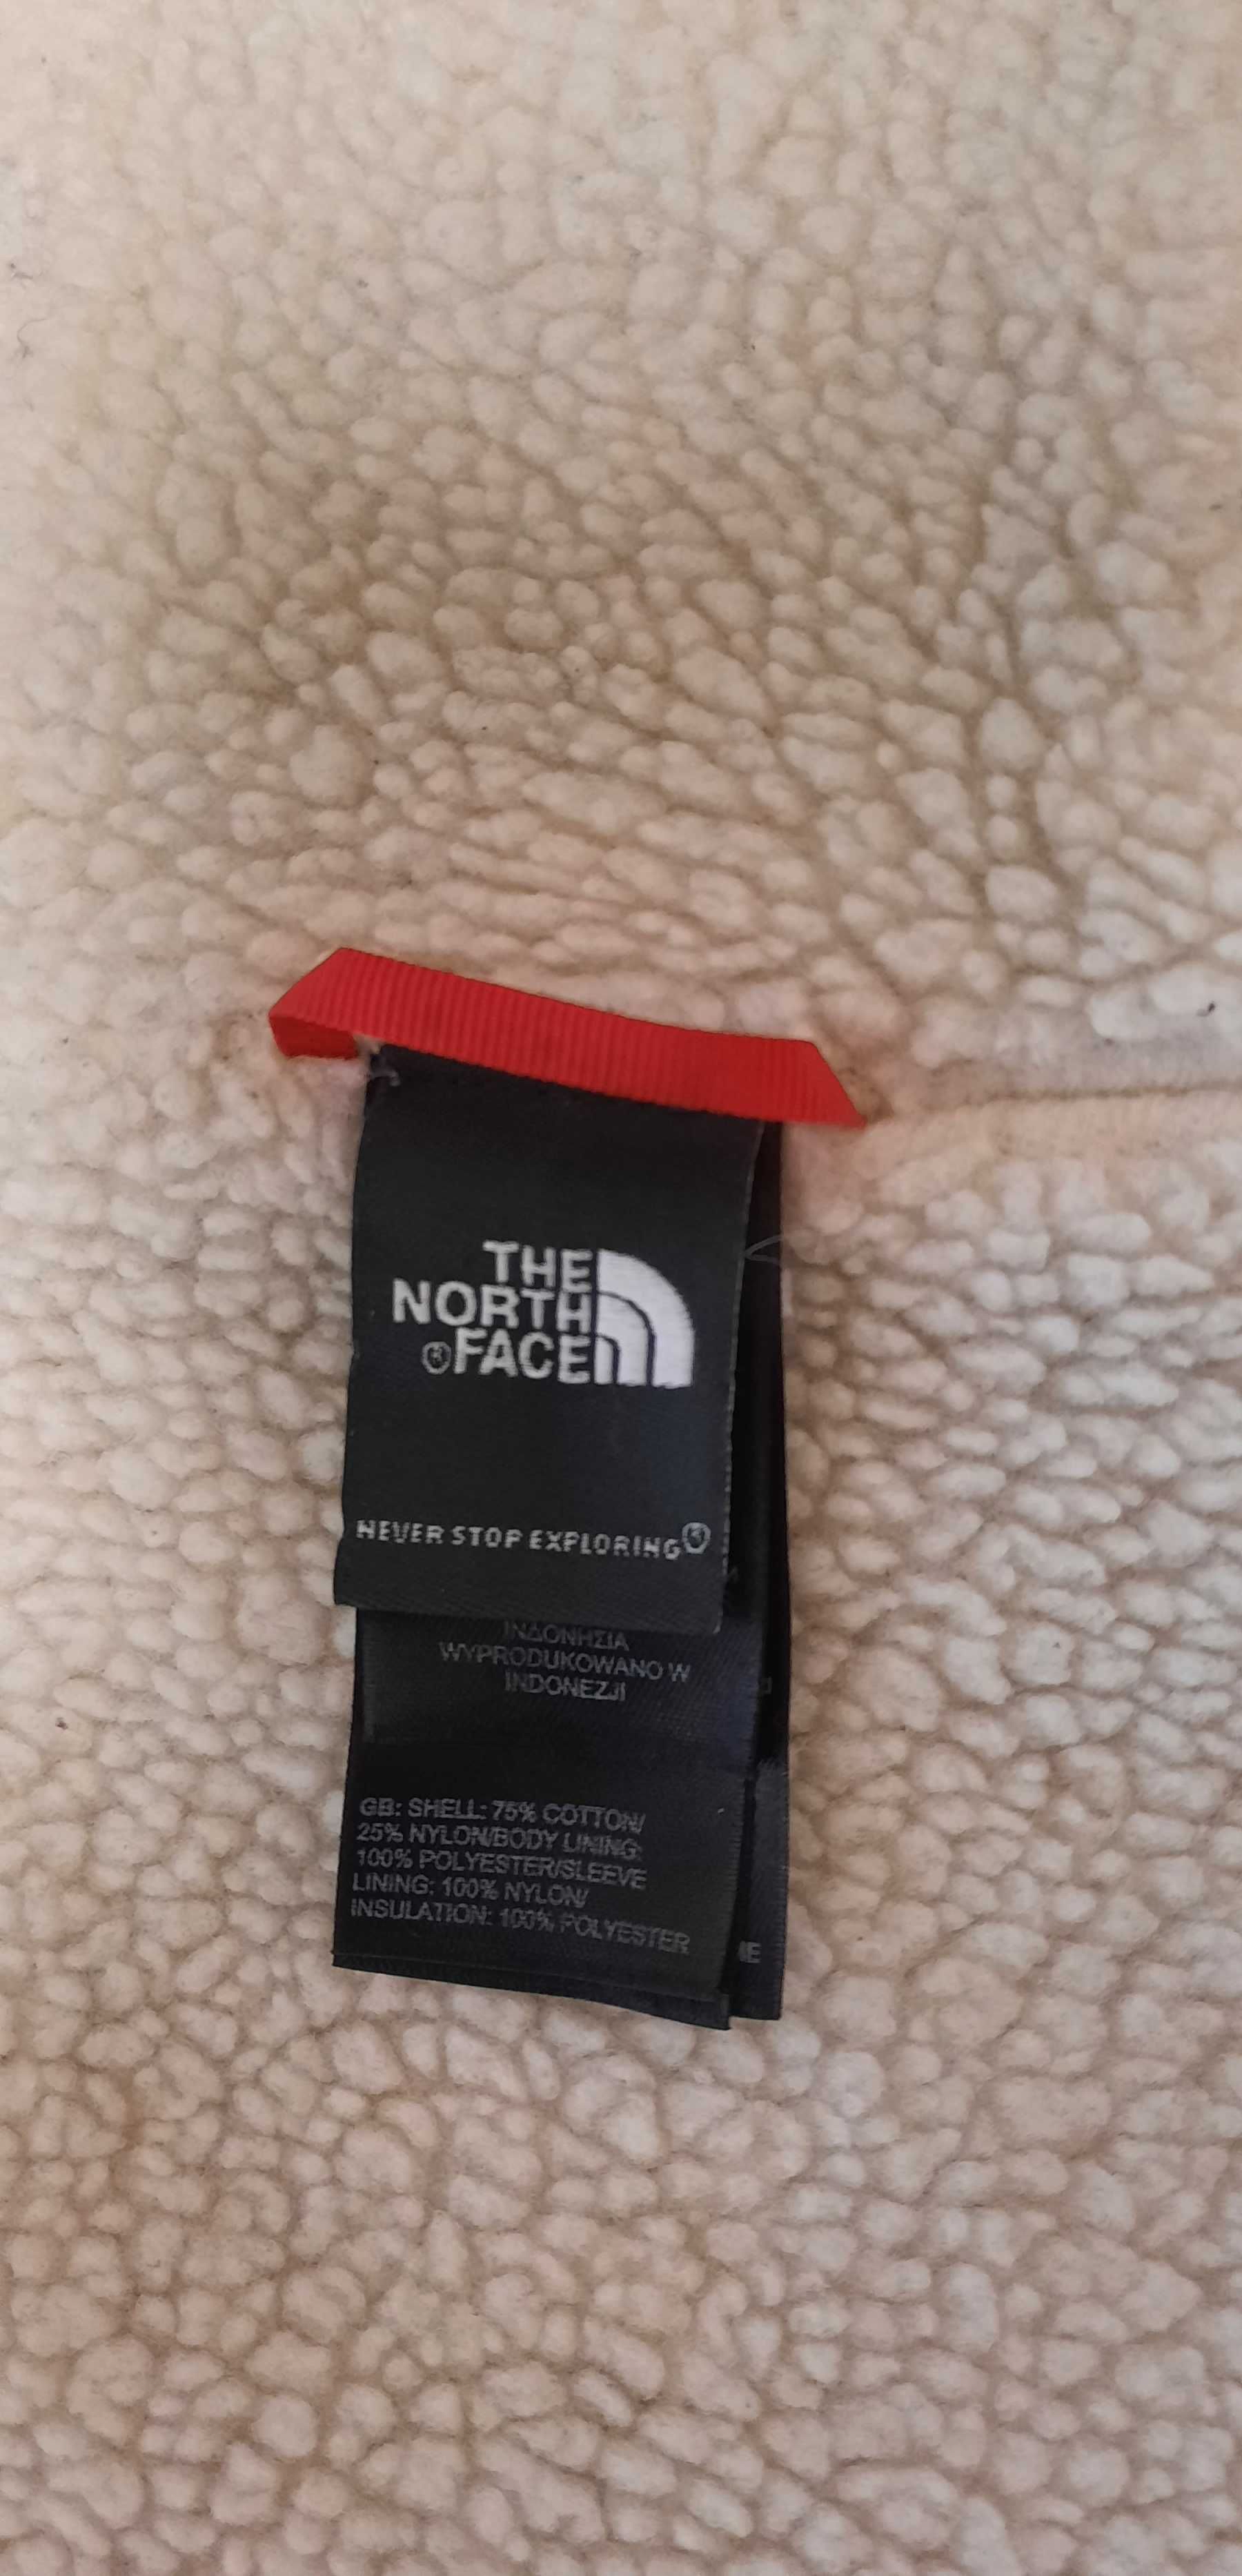 THE
NORTH
®FACE
NEVER STOP EXPLORING®
ΙΝΔΟΝΗΣΙΑ
WYPRODUKOWANO W
INDONEZJI
GB: SHELL: 75% COTTON/
25% NYLON/BODY LINING:
100% POLYESTER/SLEEVE
LINING: 100% NYLON/
INSULATION: 100% POLYESTER